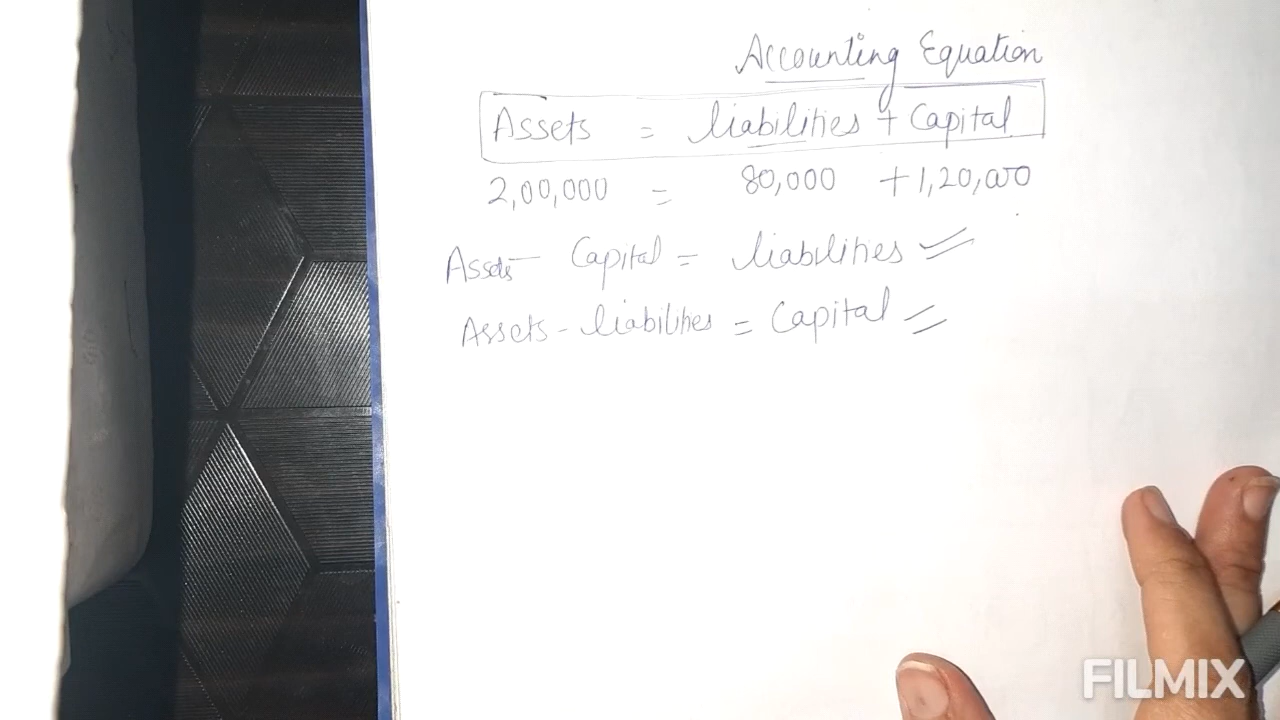 Accounting Equation
Assets = liabilities + Capital
2,00,000 = 80,000 + 1,20,000
Assets - Capital = liabilities
Assets - liabilities = Capital
FILMIX